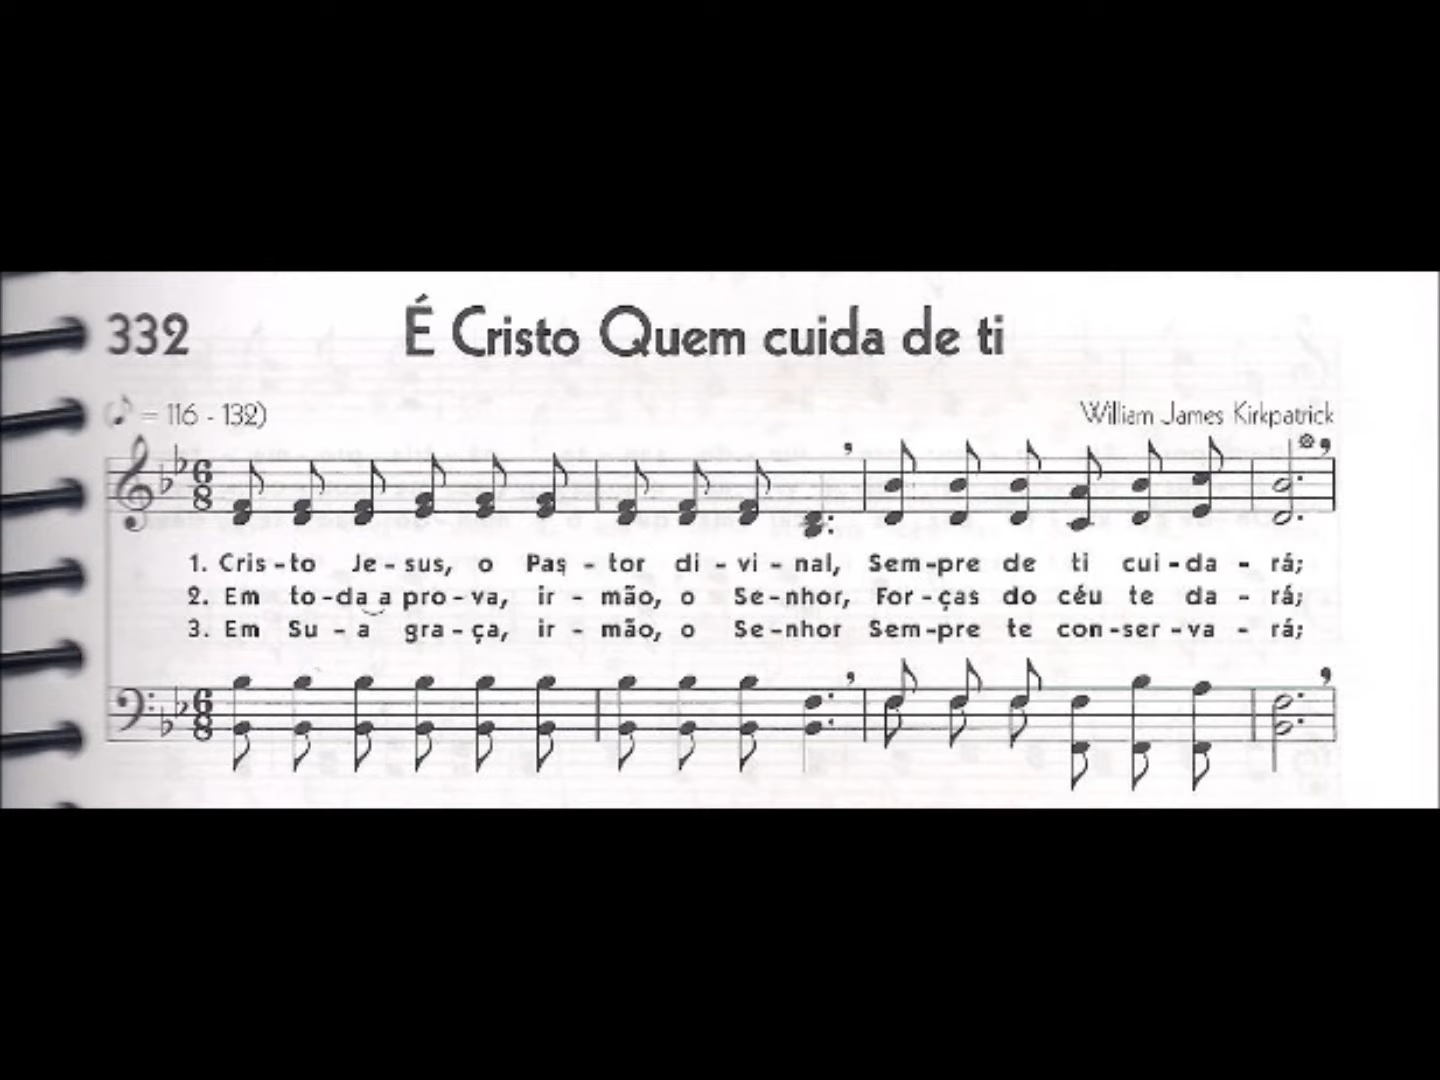 332 É Cristo Quem cuida de ti
(♪ = 116 - 132) William James Kirkpatrick
1. Cris - to Je - sus, o Pas - tor di - vi - nal, Sem - pre de ti cui - da - rá;
2. Em to - da a pro - va, ir - mão, o Se - nhor, For - ças do céu te da - rá;
3. Em Su - a gra - ça, ir - mão, o Se - nhor Sem - pre te con - ser - va - rá;